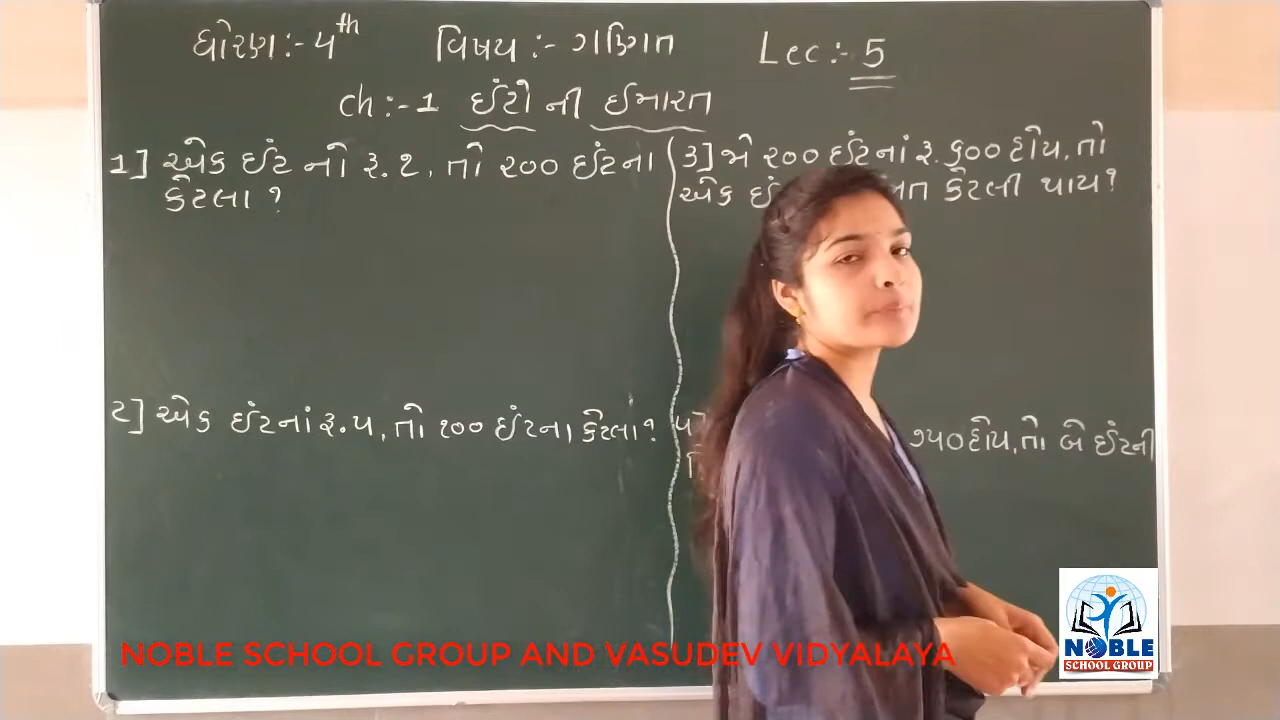 ધોરણ:- 4th વિષય :- ગણિત Lec :- 5
ch :- 1 ઈંટો ની ઈમારત
1] એક ઈંટ નો રૂ. ૨, તો ૨૦૦ ઈંટના
કેટલા ?
૨] એક ઈંટનાં રૂ. ૫, તો ૧૦૦ ઈંટના કેટલા ?
૩] જો ૨૦૦ ઈંટનાં રૂ. ૬૦૦ હોય, તો
એક કેટલી થાય ?
૭૫૦ હોય, તો બે ઈંટની
NOBLE SCHOOL GROUP AND VASUDEV VIDYALAYA
NOBLE
SCHOOL GROUP